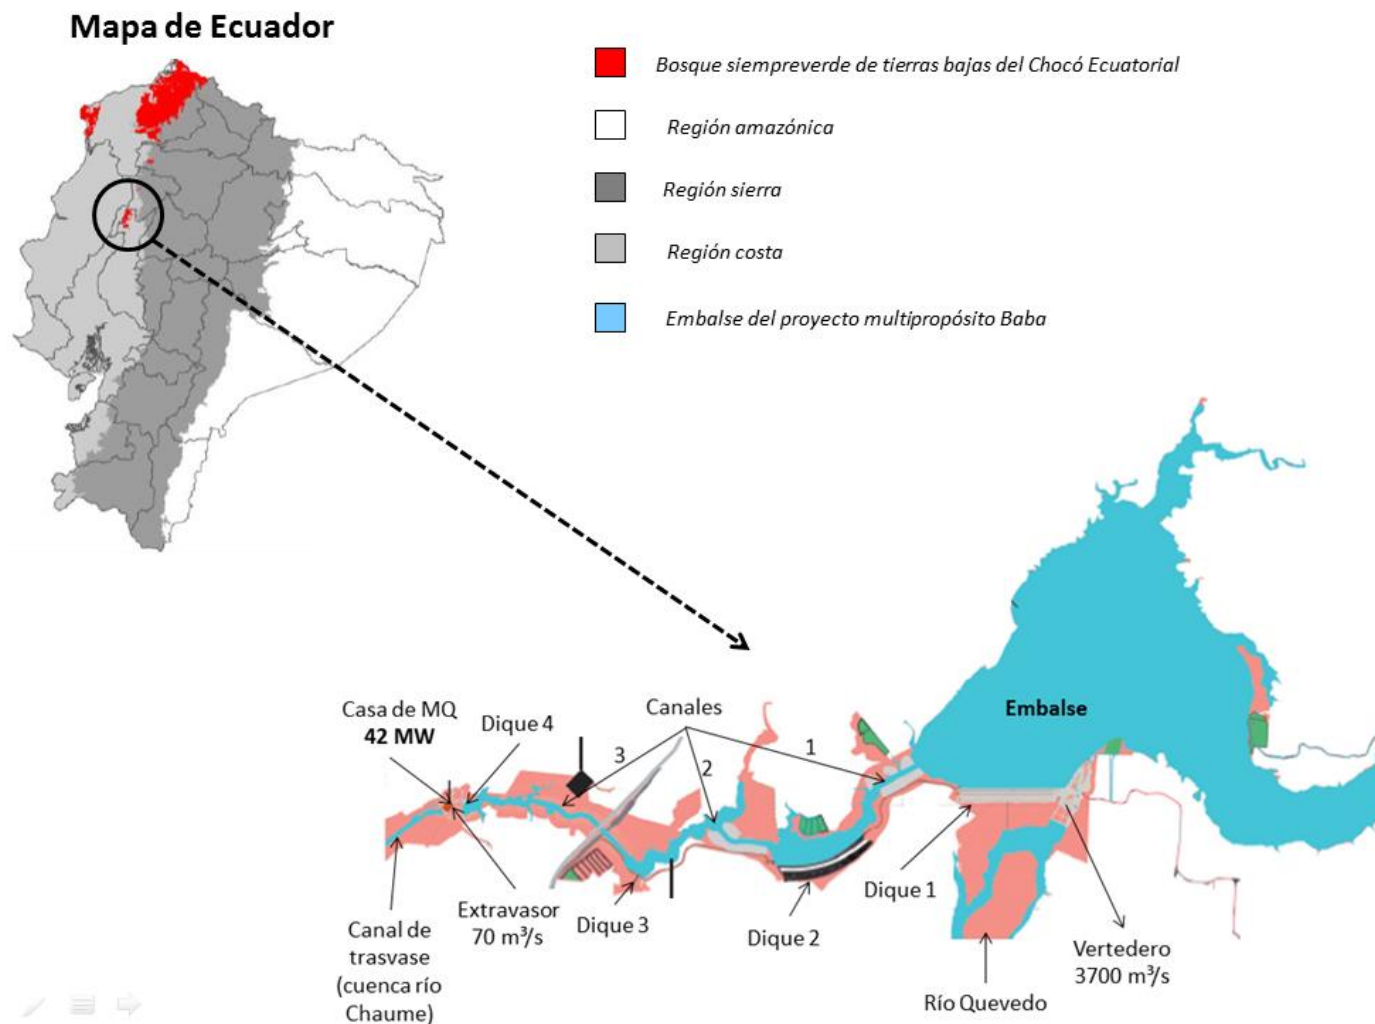 Mapa de Ecuador
Bosque siempreverde de tierras bajas del Chocó Ecuatorial
Región amazónica
Región sierra
Región costa
Embalse del proyecto multipropósito Baba
Casa de MQ
42 MW
Dique 4
Canales
3
2
1
Embalse
Canal de
trasvase
(cuenca río
Chaume)
Extravasor
70 m³/s
Dique 3
Dique 2
Dique 1
Río Quevedo
Vertedero
3700 m³/s